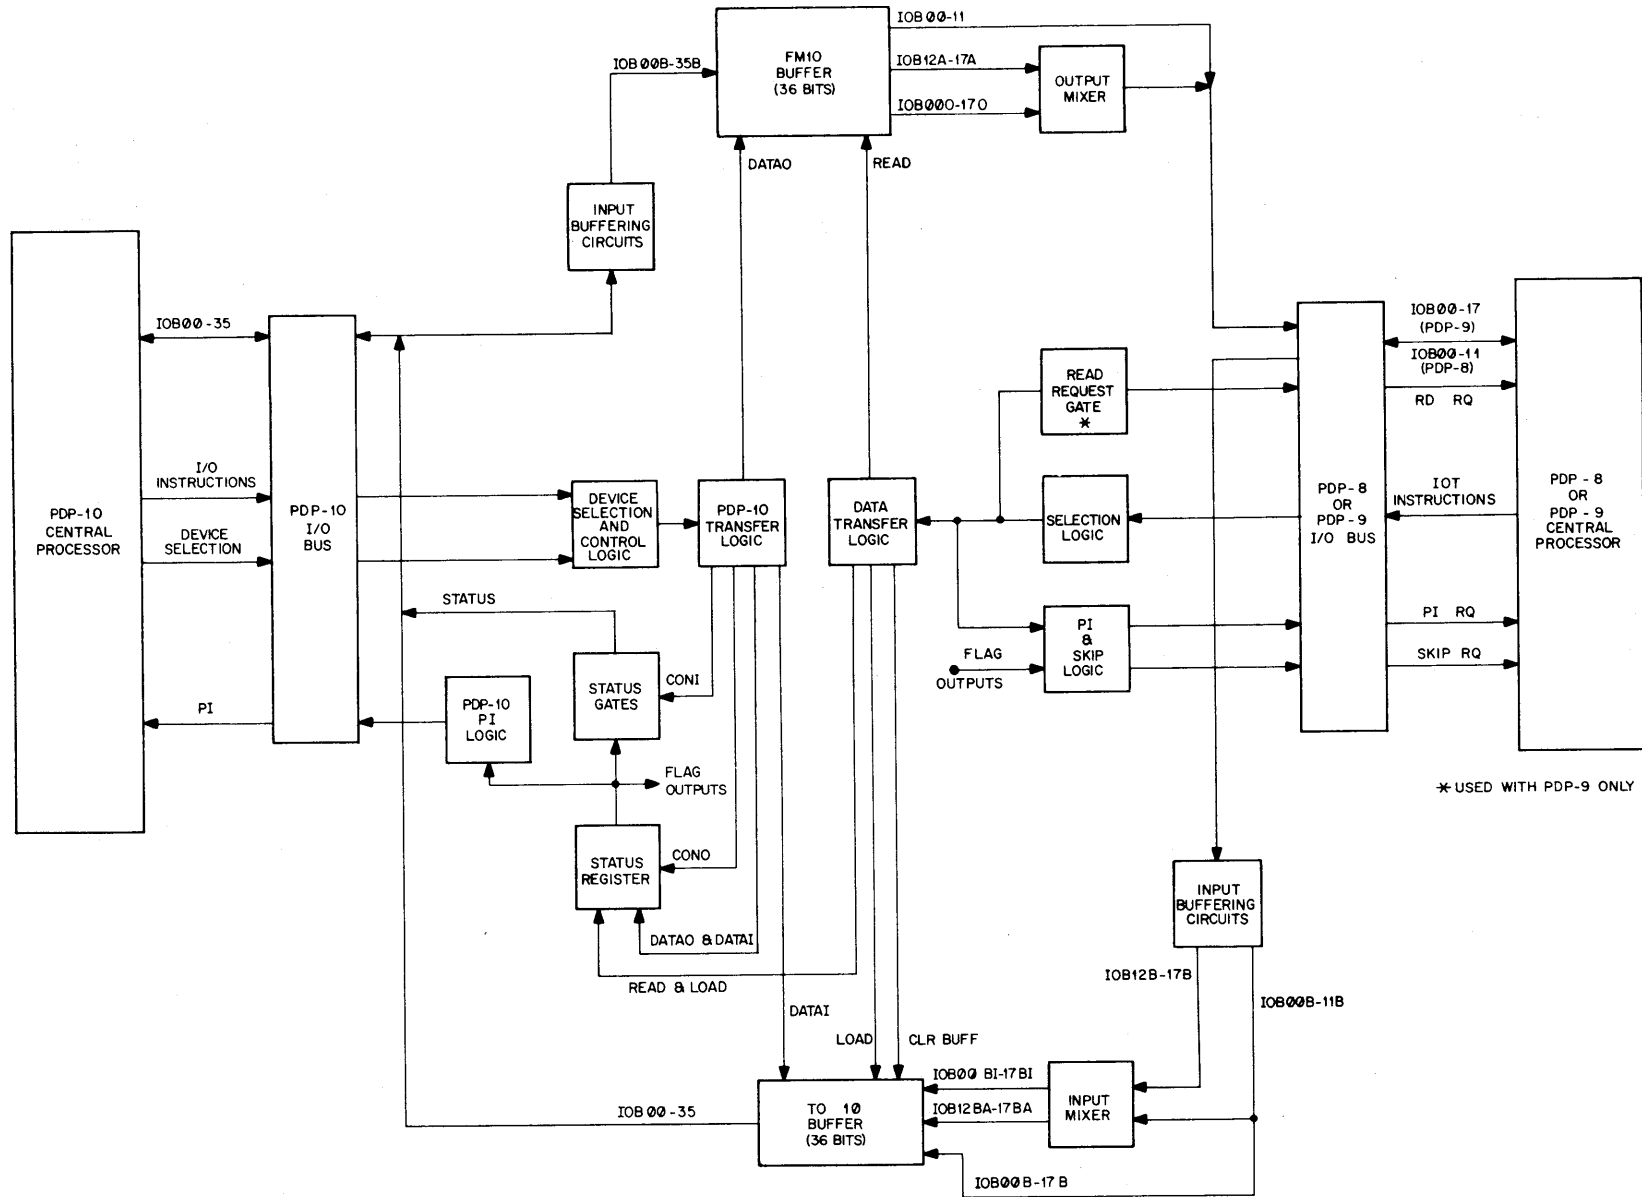 IOB00-11
FM10
BUFFER
(36 BITS)
IOB00B-35B
IOB12A-17A
IOB00O-17O
OUTPUT
MIXER
DATAO
READ
INPUT
BUFFERING
CIRCUITS
IOB00-35
IOB00-17
(PDP-9)
IOB00-11
(PDP-8)
RD RQ
READ
REQUEST
GATE
*
PDP-10
CENTRAL
PROCESSOR
I/O
INSTRUCTIONS
DEVICE
SELECTION
PDP-10
I/O
BUS
DEVICE
SELECTION
AND
CONTROL
LOGIC
PDP-10
TRANSFER
LOGIC
DATA
TRANSFER
LOGIC
SELECTION
LOGIC
PDP-8
OR
PDP-9
I/O BUS
IOT
INSTRUCTIONS
PDP-8
OR
PDP-9
CENTRAL
PROCESSOR
STATUS
PI
&
SKIP
LOGIC
FLAG
OUTPUTS
PI RQ
SKIP RQ
PI
PDP-10
PI
LOGIC
STATUS
GATES
CONI
FLAG
OUTPUTS
* USED WITH PDP-9 ONLY
STATUS
REGISTER
CONO
DATAO & DATAI
READ & LOAD
INPUT
BUFFERING
CIRCUITS
IOB12B-17B
IOB00B-11B
DATAI
LOAD
CLR BUFF
IOB00-35
TO 10
BUFFER
(36 BITS)
IOB00 BI-17BI
IOB12BA-17BA
INPUT
MIXER
IOB00B-17B